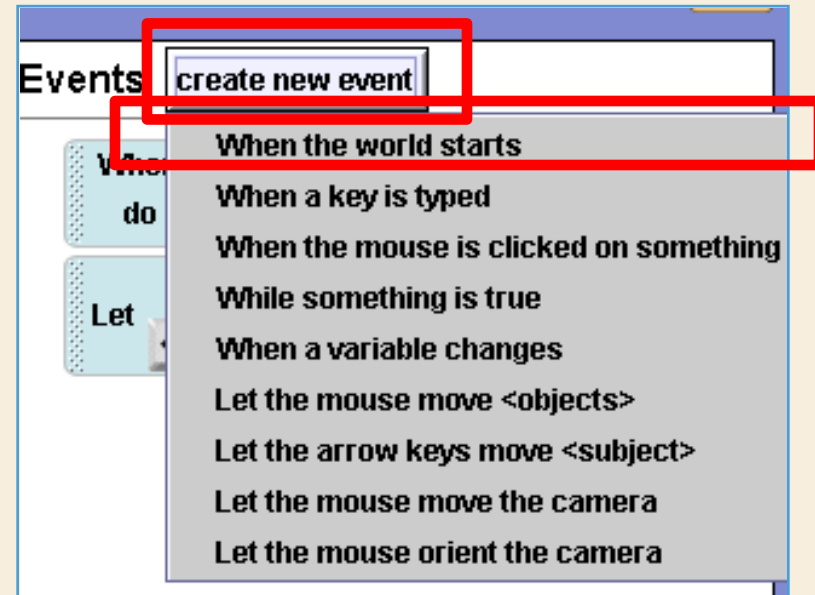 Events create new event
When the world starts
do
When a key is typed
When the mouse is clicked on something
While something is true
Let
When a variable changes
Let the mouse move <objects>
Let the arrow keys move <subject>
Let the mouse move the camera
Let the mouse orient the camera